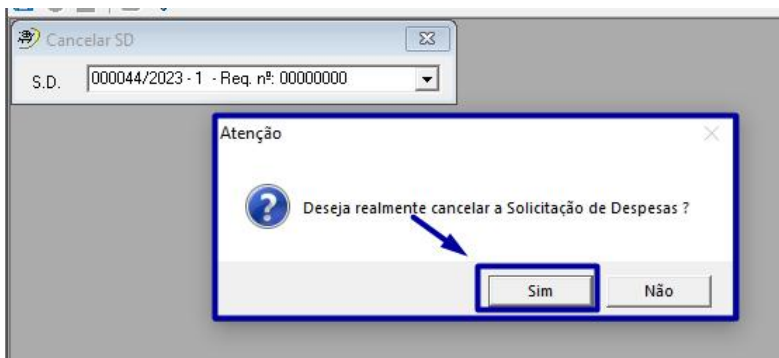 Cancelar SD
S.D. 000044/2023 - 1 - Req. nº: 00000000
Atenção
Deseja realmente cancelar a Solicitação de Despesas ?
Sim Não